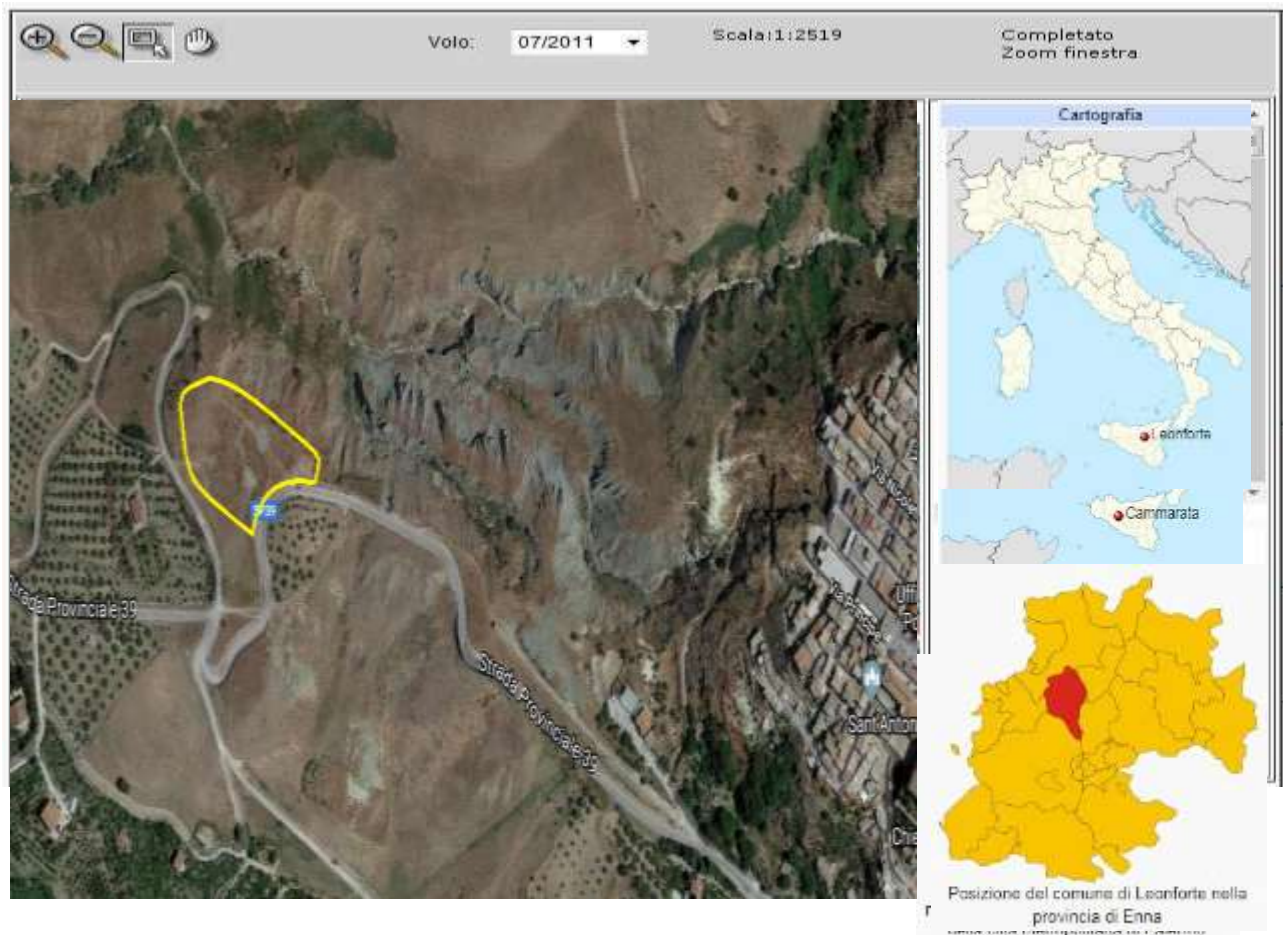 Volo:
07/2011
Scala:1:2519
Completato
Zoom finestra
Cartografia
Leonforte
Cammarata
Strada Provinciale 39
Strada Provinciale 39
Sant'Anton
Posizione del comune di Leonforte nella
provincia di Enna